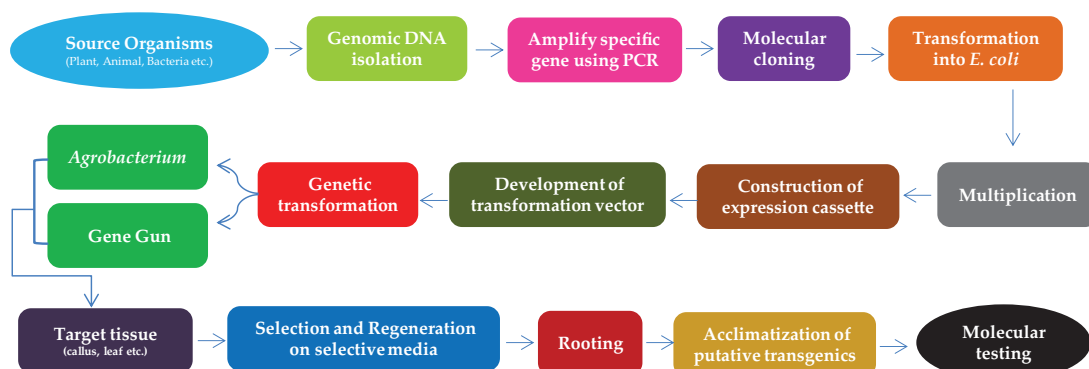 Source Organisms
(Plant, Animal, Bacteria etc.)
Genomic DNA
isolation
Amplify specific
gene using PCR
Molecular
cloning
Transformation
into E. coli
Multiplication
Construction of
expression cassette
Development of
transformation vector
Genetic
transformation
Agrobacterium
Gene Gun
Target tissue
(callus, leaf etc.)
Selection and Regeneration
on selective media
Rooting
Acclimatization of
putative transgenics
Molecular
testing